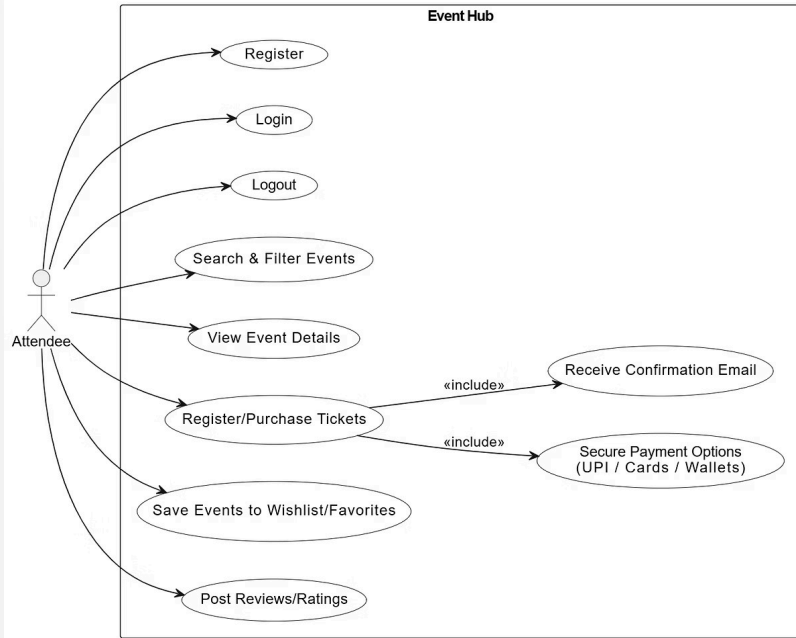 Event Hub
Register
Login
Logout
Search & Filter Events
View Event Details
Attendee
Receive Confirmation Email
«include»
Register/Purchase Tickets
«include»
Secure Payment Options
(UPI / Cards / Wallets)
Save Events to Wishlist/Favorites
Post Reviews/Ratings